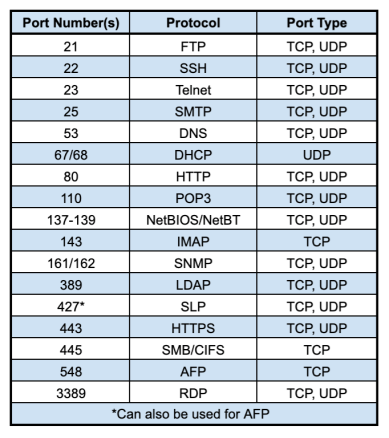 Port Number(s) Protocol Port Type
21 FTP TCP, UDP
22 SSH TCP, UDP
23 Telnet TCP, UDP
25 SMTP TCP, UDP
53 DNS TCP, UDP
67/68 DHCP UDP
80 HTTP TCP, UDP
110 POP3 TCP, UDP
137-139 NetBIOS/NetBT TCP, UDP
143 IMAP TCP
161/162 SNMP TCP, UDP
389 LDAP TCP, UDP
427* SLP TCP, UDP
443 HTTPS TCP, UDP
445 SMB/CIFS TCP
548 AFP TCP
3389 RDP TCP, UDP
*Can also be used for AFP